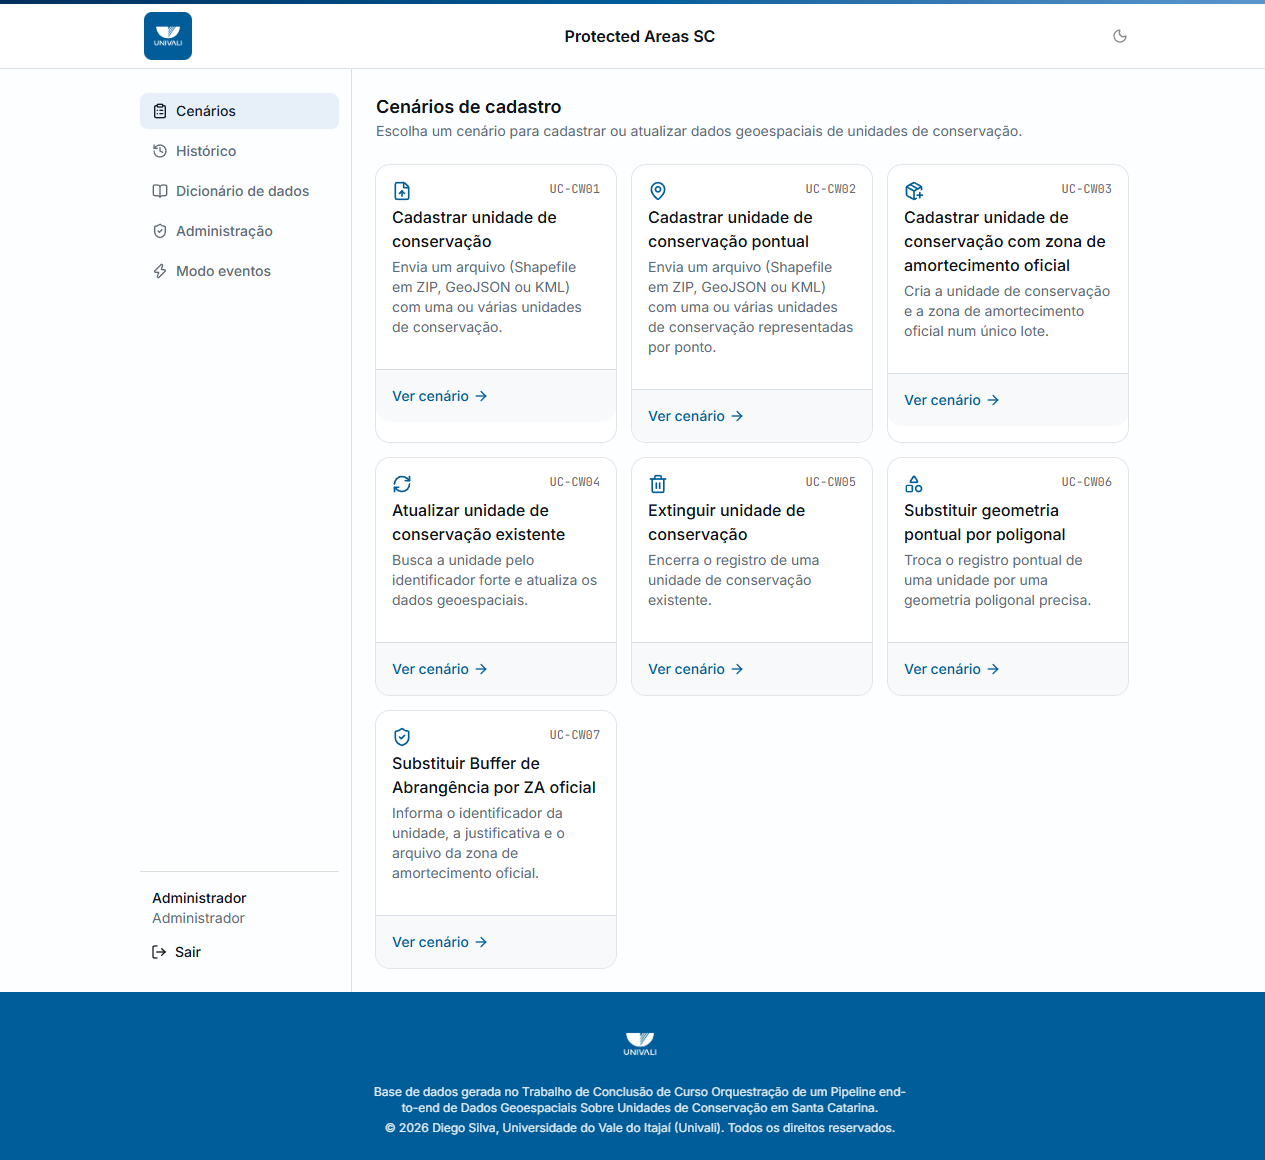 UNIVALI
Protected Areas SC
Cenários
Histórico
Dicionário de dados
Administração
Modo eventos
Administrador
Administrador
Sair
Cenários de cadastro
Escolha um cenário para cadastrar ou atualizar dados geoespaciais de unidades de conservação.
UC-CW01
Cadastrar unidade de
conservação
Envia um arquivo (Shapefile
em ZIP, GeoJSON ou KML)
com uma ou várias unidades
de conservação.
Ver cenário
UC-CW02
Cadastrar unidade de
conservação pontual
Envia um arquivo (Shapefile
em ZIP, GeoJSON ou KML)
com uma ou várias unidades
de conservação representadas
por ponto.
Ver cenário
UC-CW03
Cadastrar unidade de
conservação com zona de
amortecimento oficial
Cria a unidade de conservação
e a zona de amortecimento
oficial num único lote.
Ver cenário
UC-CW04
Atualizar unidade de
conservação existente
Busca a unidade pelo
identificador forte e atualiza os
dados geoespaciais.
Ver cenário
UC-CW05
Extinguir unidade de
conservação
Encerra o registro de uma
unidade de conservação
existente.
Ver cenário
UC-CW06
Substituir geometria
pontual por poligonal
Troca o registro pontual de
uma unidade por uma
geometria poligonal precisa.
Ver cenário
UC-CW07
Substituir Buffer de
Abrangência por ZA oficial
Informa o identificador da
unidade, a justificativa e o
arquivo da zona de
amortecimento oficial.
Ver cenário
UNIVALI
Base de dados gerada no Trabalho de Conclusão de Curso Orquestração de um Pipeline end-
to-end de Dados Geoespaciais Sobre Unidades de Conservação em Santa Catarina.
© 2026 Diego Silva, Universidade do Vale do Itajaí (Univali). Todos os direitos reservados.